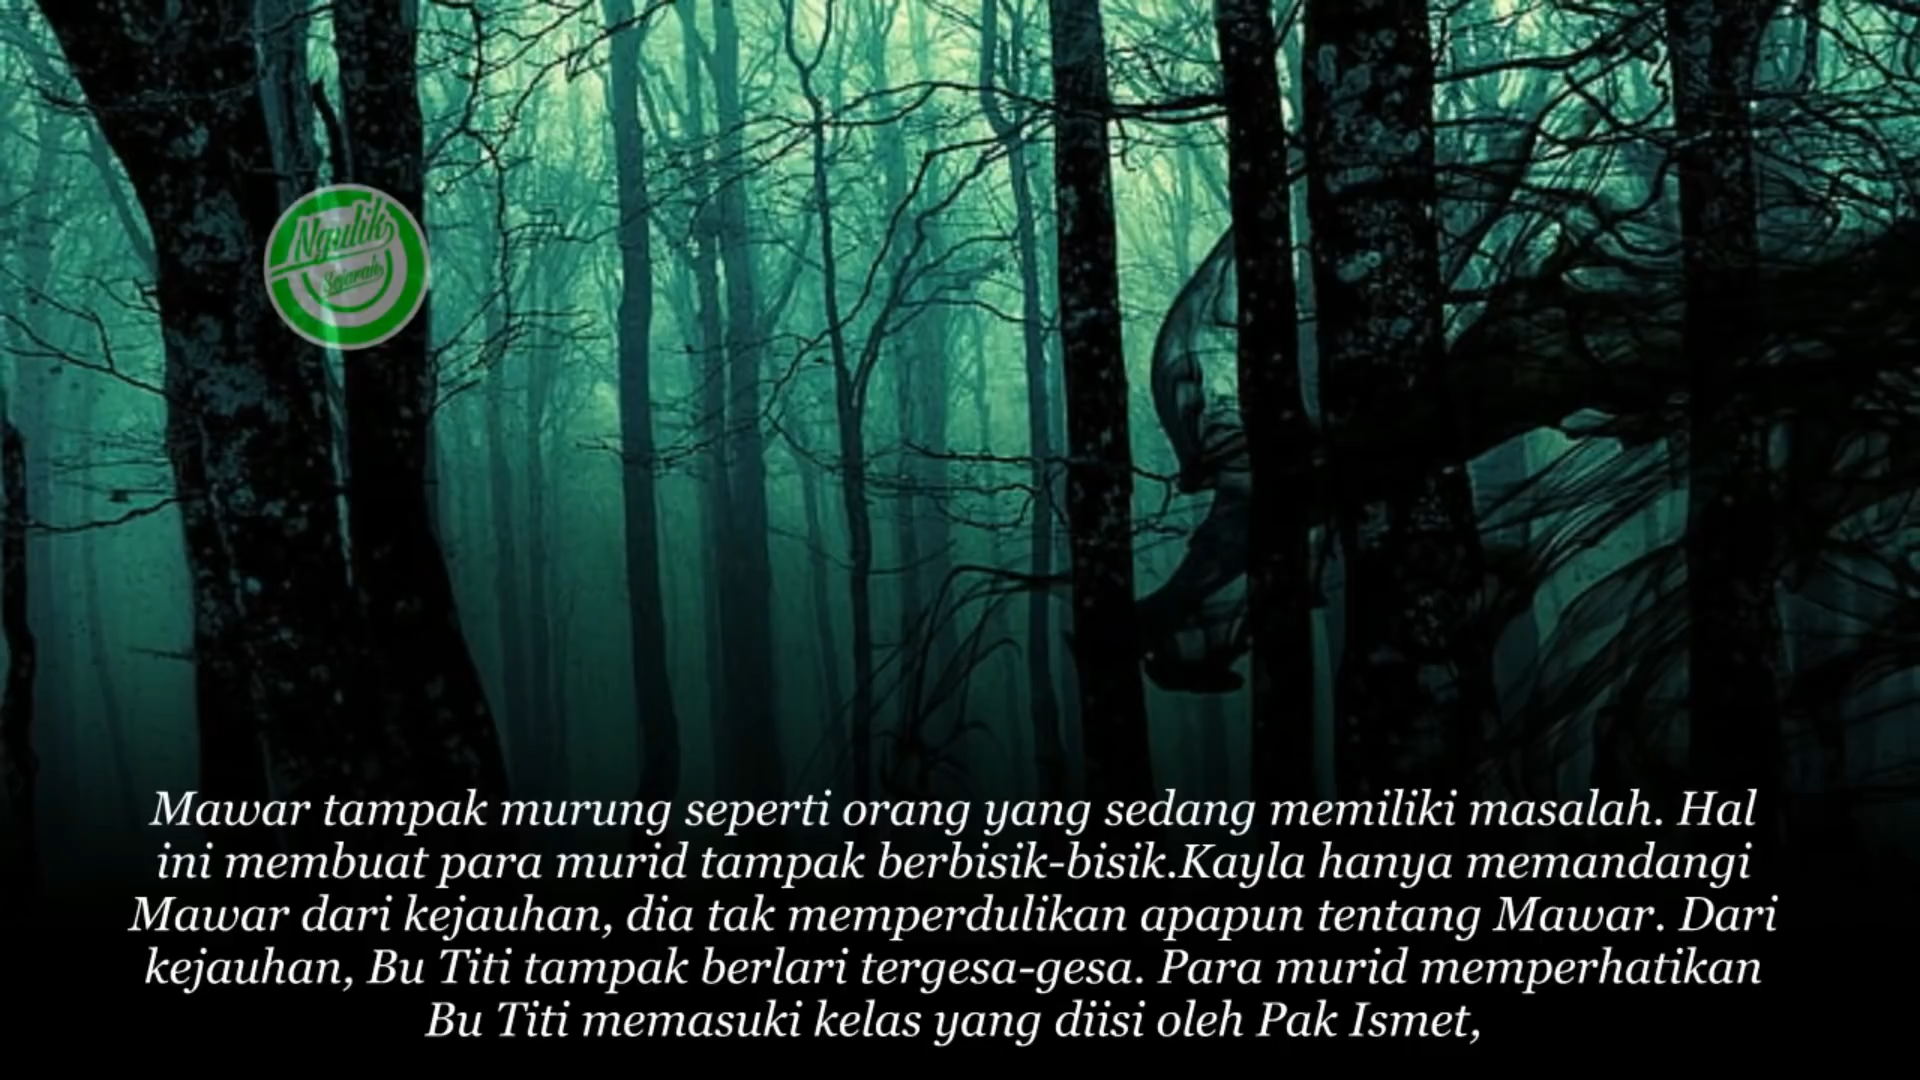 Ngulik
Sejarah
Mawar tampak murung seperti orang yang sedang memiliki masalah. Hal
ini membuat para murid tampak berbisik-bisik.Kayla hanya memandangi
Mawar dari kejauhan, dia tak memperdulikan apapun tentang Mawar. Dari
kejauhan, Bu Titi tampak berlari tergesa-gesa. Para murid memperhatikan
Bu Titi memasuki kelas yang diisi oleh Pak Ismet,